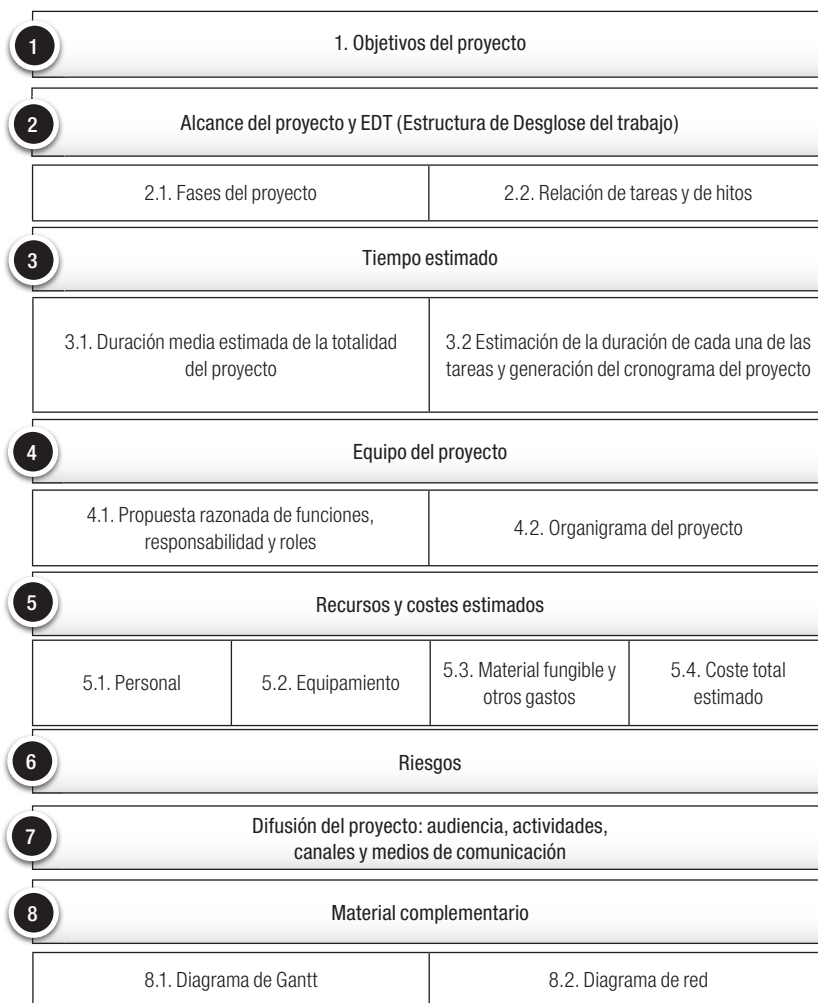 1
1. Objetivos del proyecto
2
Alcance del proyecto y EDT (Estructura de Desglose del trabajo)
2.1. Fases del proyecto
2.2. Relación de tareas y de hitos
3
Tiempo estimado
3.1. Duración media estimada de la totalidad
del proyecto
3.2 Estimación de la duración de cada una de las
tareas y generación del cronograma del proyecto
4
Equipo del proyecto
4.1. Propuesta razonada de funciones,
responsabilidad y roles
4.2. Organigrama del proyecto
5
Recursos y costes estimados
5.1. Personal
5.2. Equipamiento
5.3. Material fungible y
otros gastos
5.4. Coste total
estimado
6
Riesgos
7
Difusión del proyecto: audiencia, actividades,
canales y medios de comunicación
8
Material complementario
8.1. Diagrama de Gantt
8.2. Diagrama de red